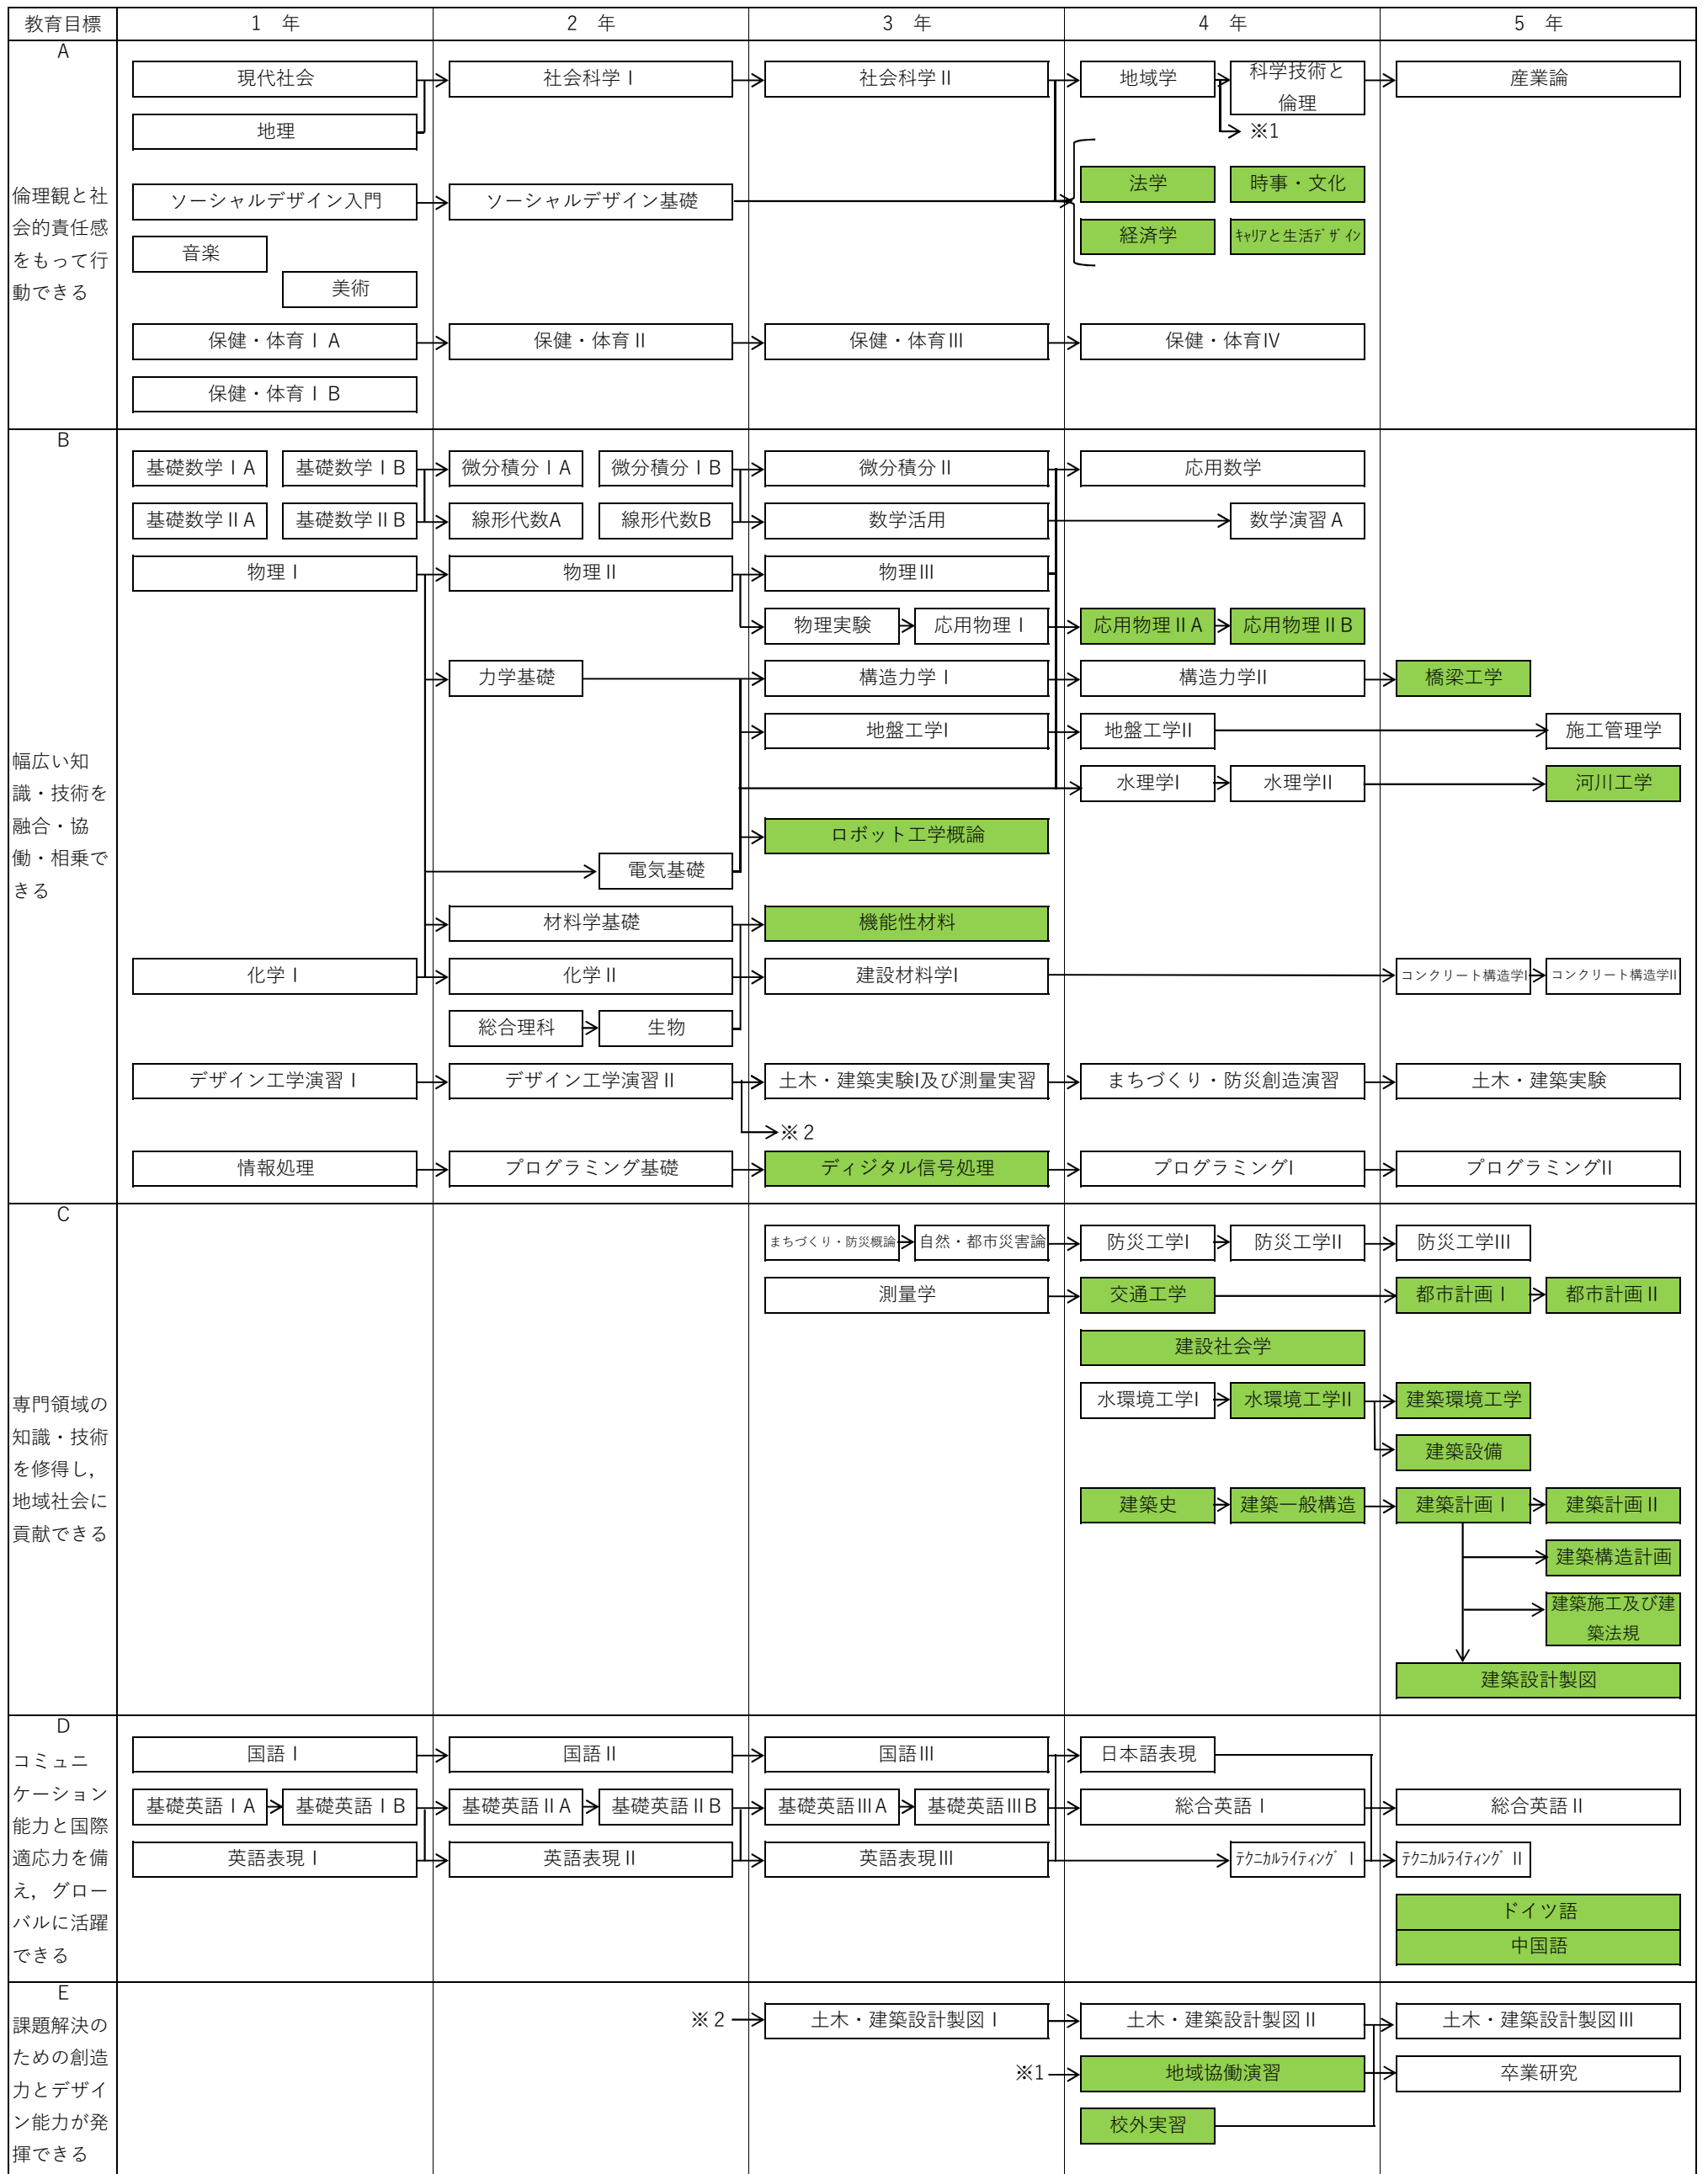 教育目標 1 年 2 年 3 年 4 年 5 年
A
倫理観と社
会的責任感
をもって行
動できる
現代社会 社会科学Ⅰ 社会科学Ⅱ 地域学 科学技術と
倫理 産業論
地理 ※1
法学 時事・文化
ソーシャルデザイン入門 ソーシャルデザイン基礎
経済学 ｷｬﾘｱと生活ﾃﾞｻﾞｲﾝ
音楽
美術
保健・体育ⅠA 保健・体育Ⅱ 保健・体育Ⅲ 保健・体育Ⅳ
保健・体育ⅠB
B
幅広い知
識・技術を
融合・協
働・相乗で
きる
基礎数学ⅠA 基礎数学ⅠB 微分積分ⅠA 微分積分ⅠB 微分積分Ⅱ 応用数学
基礎数学ⅡA 基礎数学ⅡB 線形代数A 線形代数B 数学活用 数学演習A
物理Ⅰ 物理Ⅱ 物理Ⅲ
物理実験 応用物理Ⅰ 応用物理ⅡA 応用物理ⅡB
力学基礎 構造力学Ⅰ 構造力学II 橋梁工学
地盤工学I 地盤工学II 施工管理学
水理学I 水理学II 河川工学
ロボット工学概論
電気基礎
材料学基礎 機能性材料
化学Ⅰ 化学Ⅱ 建設材料学I コンクリート構造学I コンクリート構造学II
総合理科 生物
デザイン工学演習Ⅰ デザイン工学演習Ⅱ 土木・建築実験I及び測量実習 まちづくり・防災創造演習 土木・建築実験
※2
情報処理 プログラミング基礎 ディジタル信号処理 プログラミングI プログラミングII
C
専門領域の
知識・技術
を修得し，
地域社会に
貢献できる
まちづくり・防災概論 自然・都市災害論 防災工学I 防災工学II 防災工学III
測量学 交通工学 都市計画Ⅰ 都市計画Ⅱ
建設社会学
水環境工学I 水環境工学II 建築環境工学
建築設備
建築史 建築一般構造 建築計画Ⅰ 建築計画Ⅱ
建築構造計画
建築施工及び建
築法規
建築設計製図
D
コミュニ
ケーション
能力と国際
適応力を備
え，グロー
バルに活躍
できる
国語Ⅰ 国語Ⅱ 国語Ⅲ 日本語表現
基礎英語ⅠA 基礎英語ⅠB 基礎英語ⅡA 基礎英語ⅡB 基礎英語ⅢA 基礎英語ⅢB 総合英語Ⅰ 総合英語Ⅱ
英語表現Ⅰ 英語表現Ⅱ 英語表現Ⅲ ﾃｸﾆｶﾙﾗｲﾃｨﾝｸﾞⅠ ﾃｸﾆｶﾙﾗｲﾃｨﾝｸﾞⅡ
ドイツ語
中国語
E
課題解決の
ための創造
力とデザイ
ン能力が発
揮できる
※2 土木・建築設計製図Ⅰ 土木・建築設計製図Ⅱ 土木・建築設計製図Ⅲ
※1 地域協働演習 卒業研究
校外実習